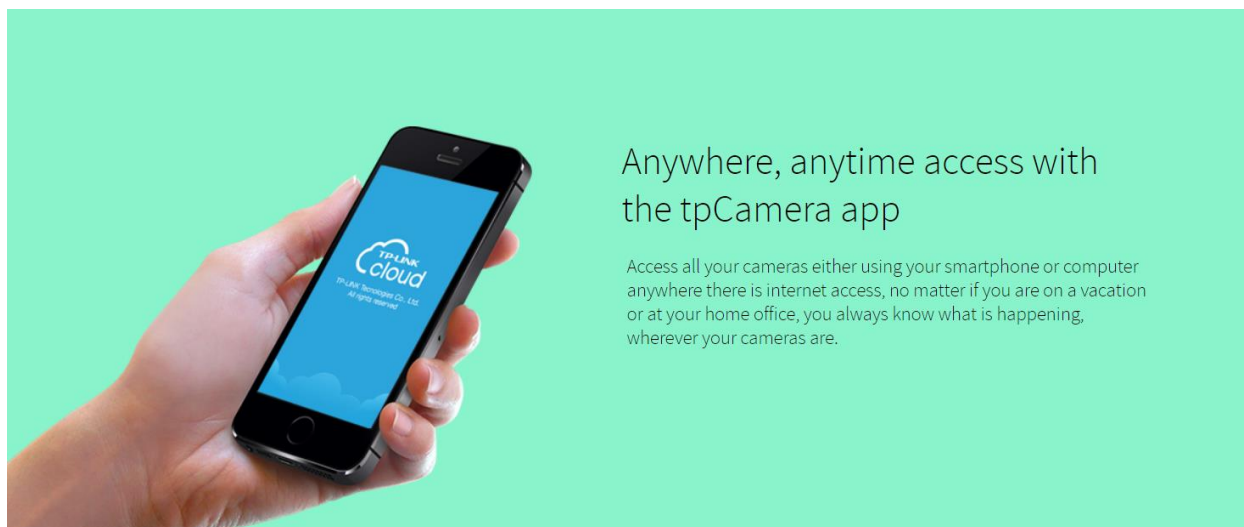 Anywhere, anytime access with
the tpCamera app
Access all your cameras either using your smartphone or computer
anywhere there is internet access, no matter if you are on a vacation
or at your home office, you always know what is happening,
wherever your cameras are.
TP-LINK
cloud
TP-LINK Tecnologies Co., Ltd.
All rights reserved